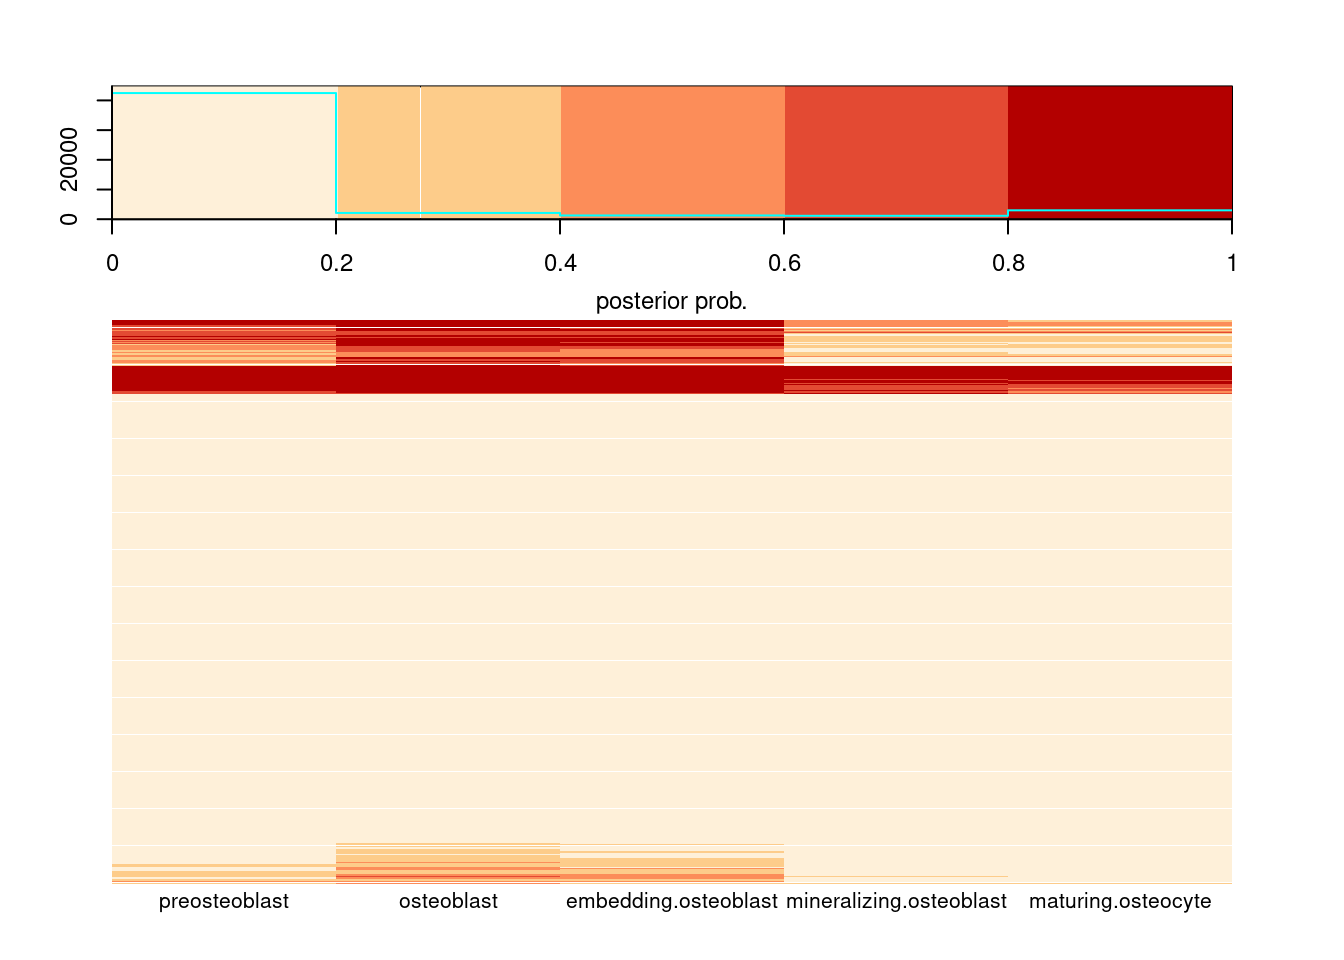 20000
0
0 0.2 0.4 0.6 0.8 1
posterior prob.
preosteoblast osteoblast embedding.osteoblast mineralizing.osteoblast maturing.osteocyte